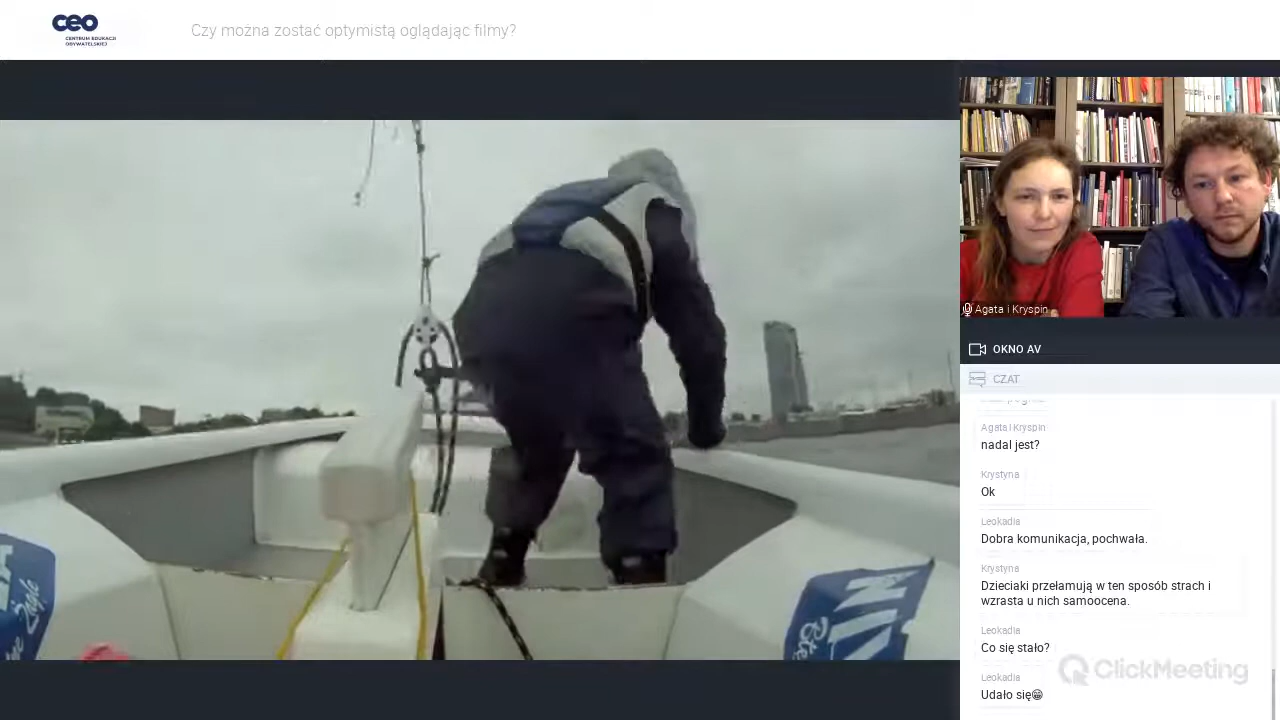 ceo
CENTRUM EDUKACJI
OBYWATELSKIEJ
Czy można zostać optymistą oglądając filmy?
Agata i Kryspin
OKNO AV
CZAT
Agata i Kryspin
nadal jest?
Krystyna
Ok
Leokadia
Dobra komunikacja, pochwała.
Krystyna
Dzieciaki przełamują w ten sposób strach i
wzrasta u nich samoocena.
Leokadia
Co się stało?
Leokadia
Udało się😁
ClickMeeting